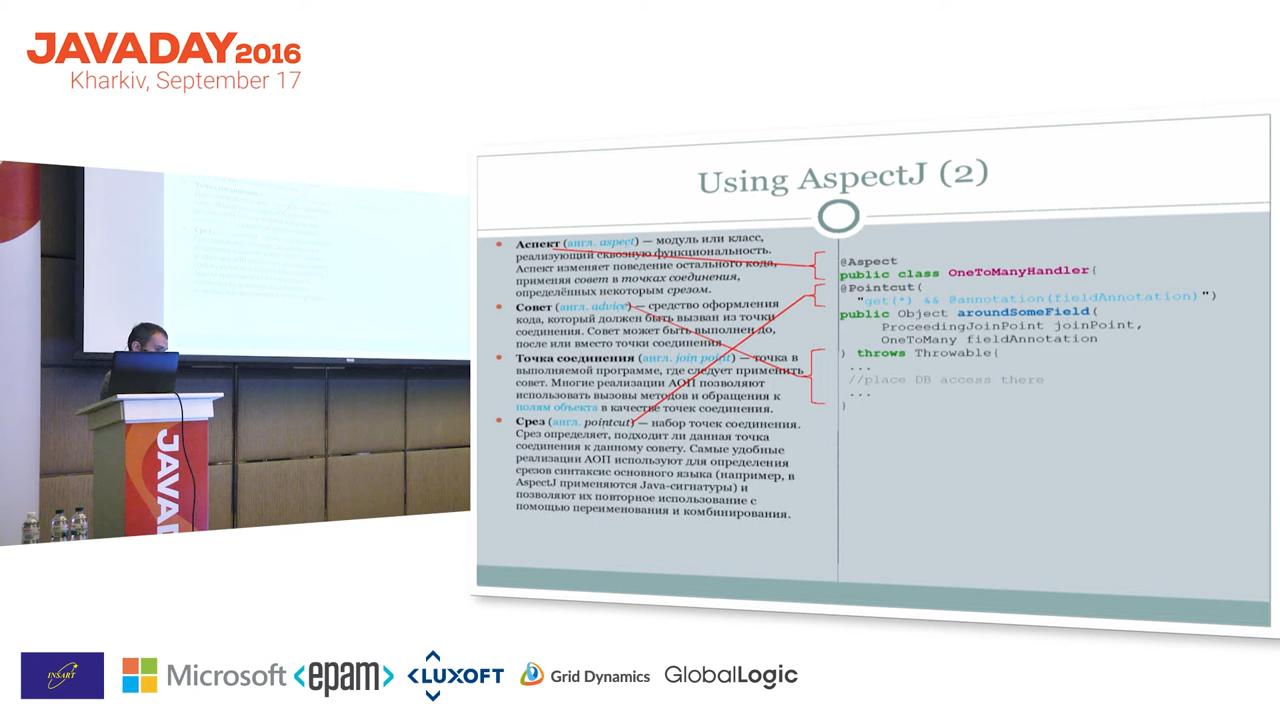 JAVADAY 2016
Kharkiv, September 17
Using AspectJ (2)
Аспект (англ. aspect) — модуль или класс,
реализующий сквозную функциональность.
Аспект изменяет поведение остального кода,
применяя совет в точках соединения,
определённых некоторым срезом.
Совет (англ. advice) — средство оформления
кода, который должен быть вызван из точки
соединения. Совет может быть выполнен до,
после или вместо точки соединения.
Точка соединения (англ. join point) — точка в
выполняемой программе, где следует применить
совет. Многие реализации АОП позволяют
использовать вызовы методов и обращения к
полям объекта в качестве точек соединения.
Срез (англ. pointcut) — набор точек соединения.
Срез определяет, подходит ли данная точка
соединения к данному совету. Самые удобные
реализации АОП используют для определения
срезов синтаксис основного языка (например, в
AspectJ применяются Java-сигнатуры) и
позволяют их повторное использование с
помощью переименования и комбинирования.
@Aspect
public class OneToManyHandler{
@Pointcut(
"get(*) && @annotation(fieldAnnotation)")
public Object aroundSomeField(
ProceedingJoinPoint joinPoint,
OneToMany fieldAnnotation
) throws Throwable{
...
//place DB access there
...
}
JAVA
INSART
Microsoft
<epam>
LUXOFT
Grid Dynamics
GlobalLogic